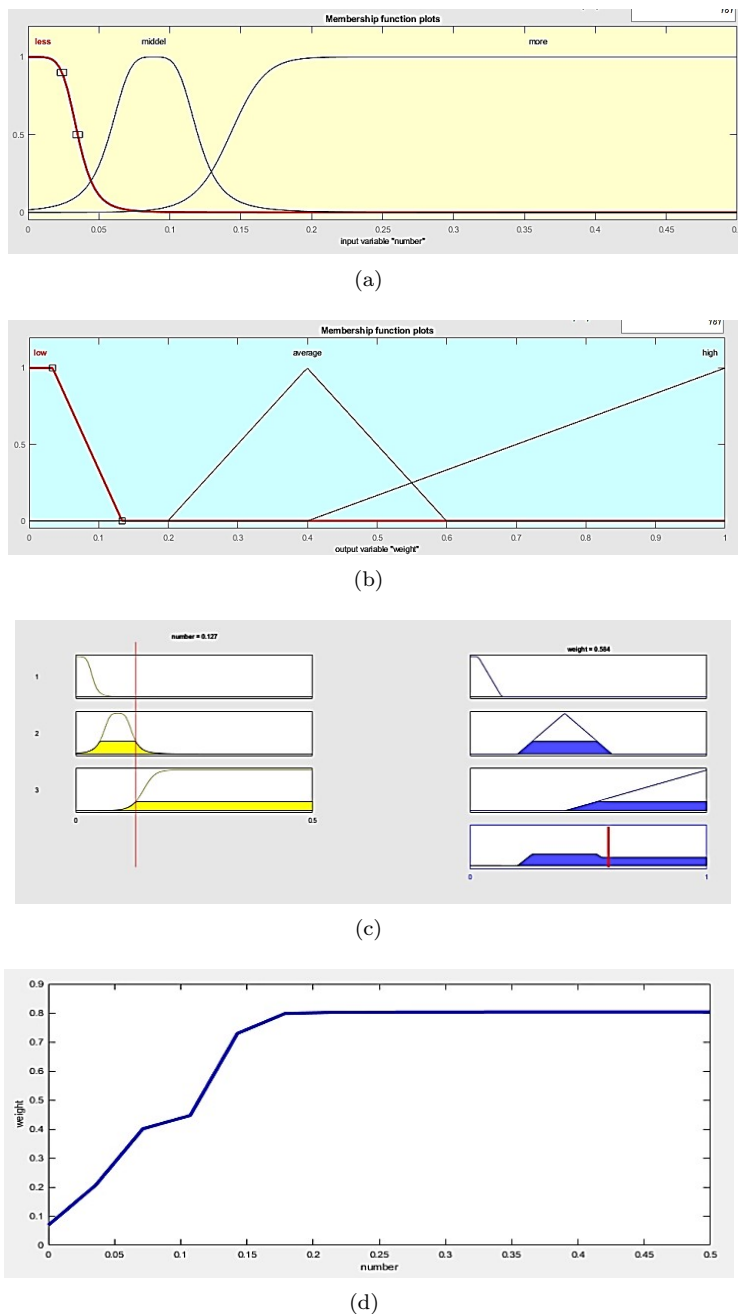 Membership function plots
181
less middel more
1
0.5
0
0 0.05 0.1 0.15 0.2 0.25 0.3 0.35 0.4 0.45 0.
input variable "number"
(a)
Membership function plots
181
low average high
1
0.5
0
0 0.1 0.2 0.3 0.4 0.5 0.6 0.7 0.8 0.9 1
output variable "weight"
(b)
number = 0.127
weight = 0.584
1
2
3
0 0.5
0 1
(c)
0.9
0.8
0.7
0.6
0.5
0.4
0.3
0.2
0.1
0
weight
0 0.05 0.1 0.15 0.2 0.25 0.3 0.35 0.4 0.45 0.5
number
(d)